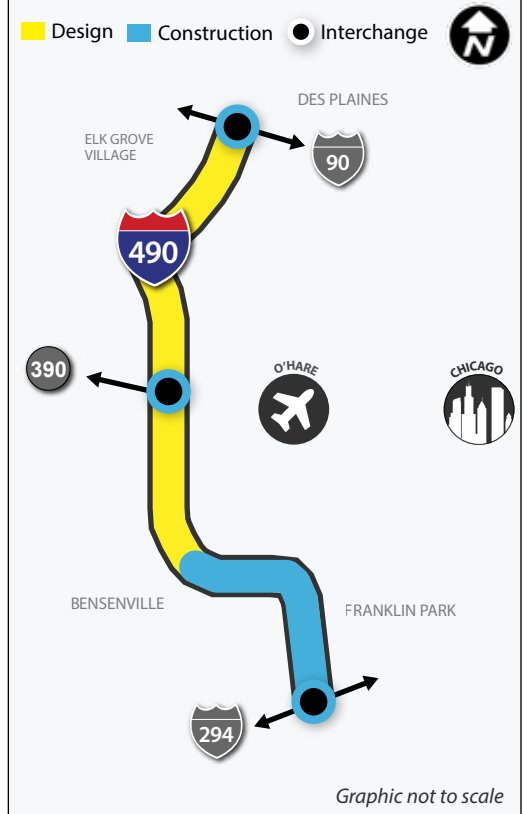 Design Construction Interchange
N
DES PLAINES
ELK GROVE
VILLAGE
90
490
390
O'HARE
CHICAGO
BENSENVILLE
FRANKLIN PARK
294
Graphic not to scale